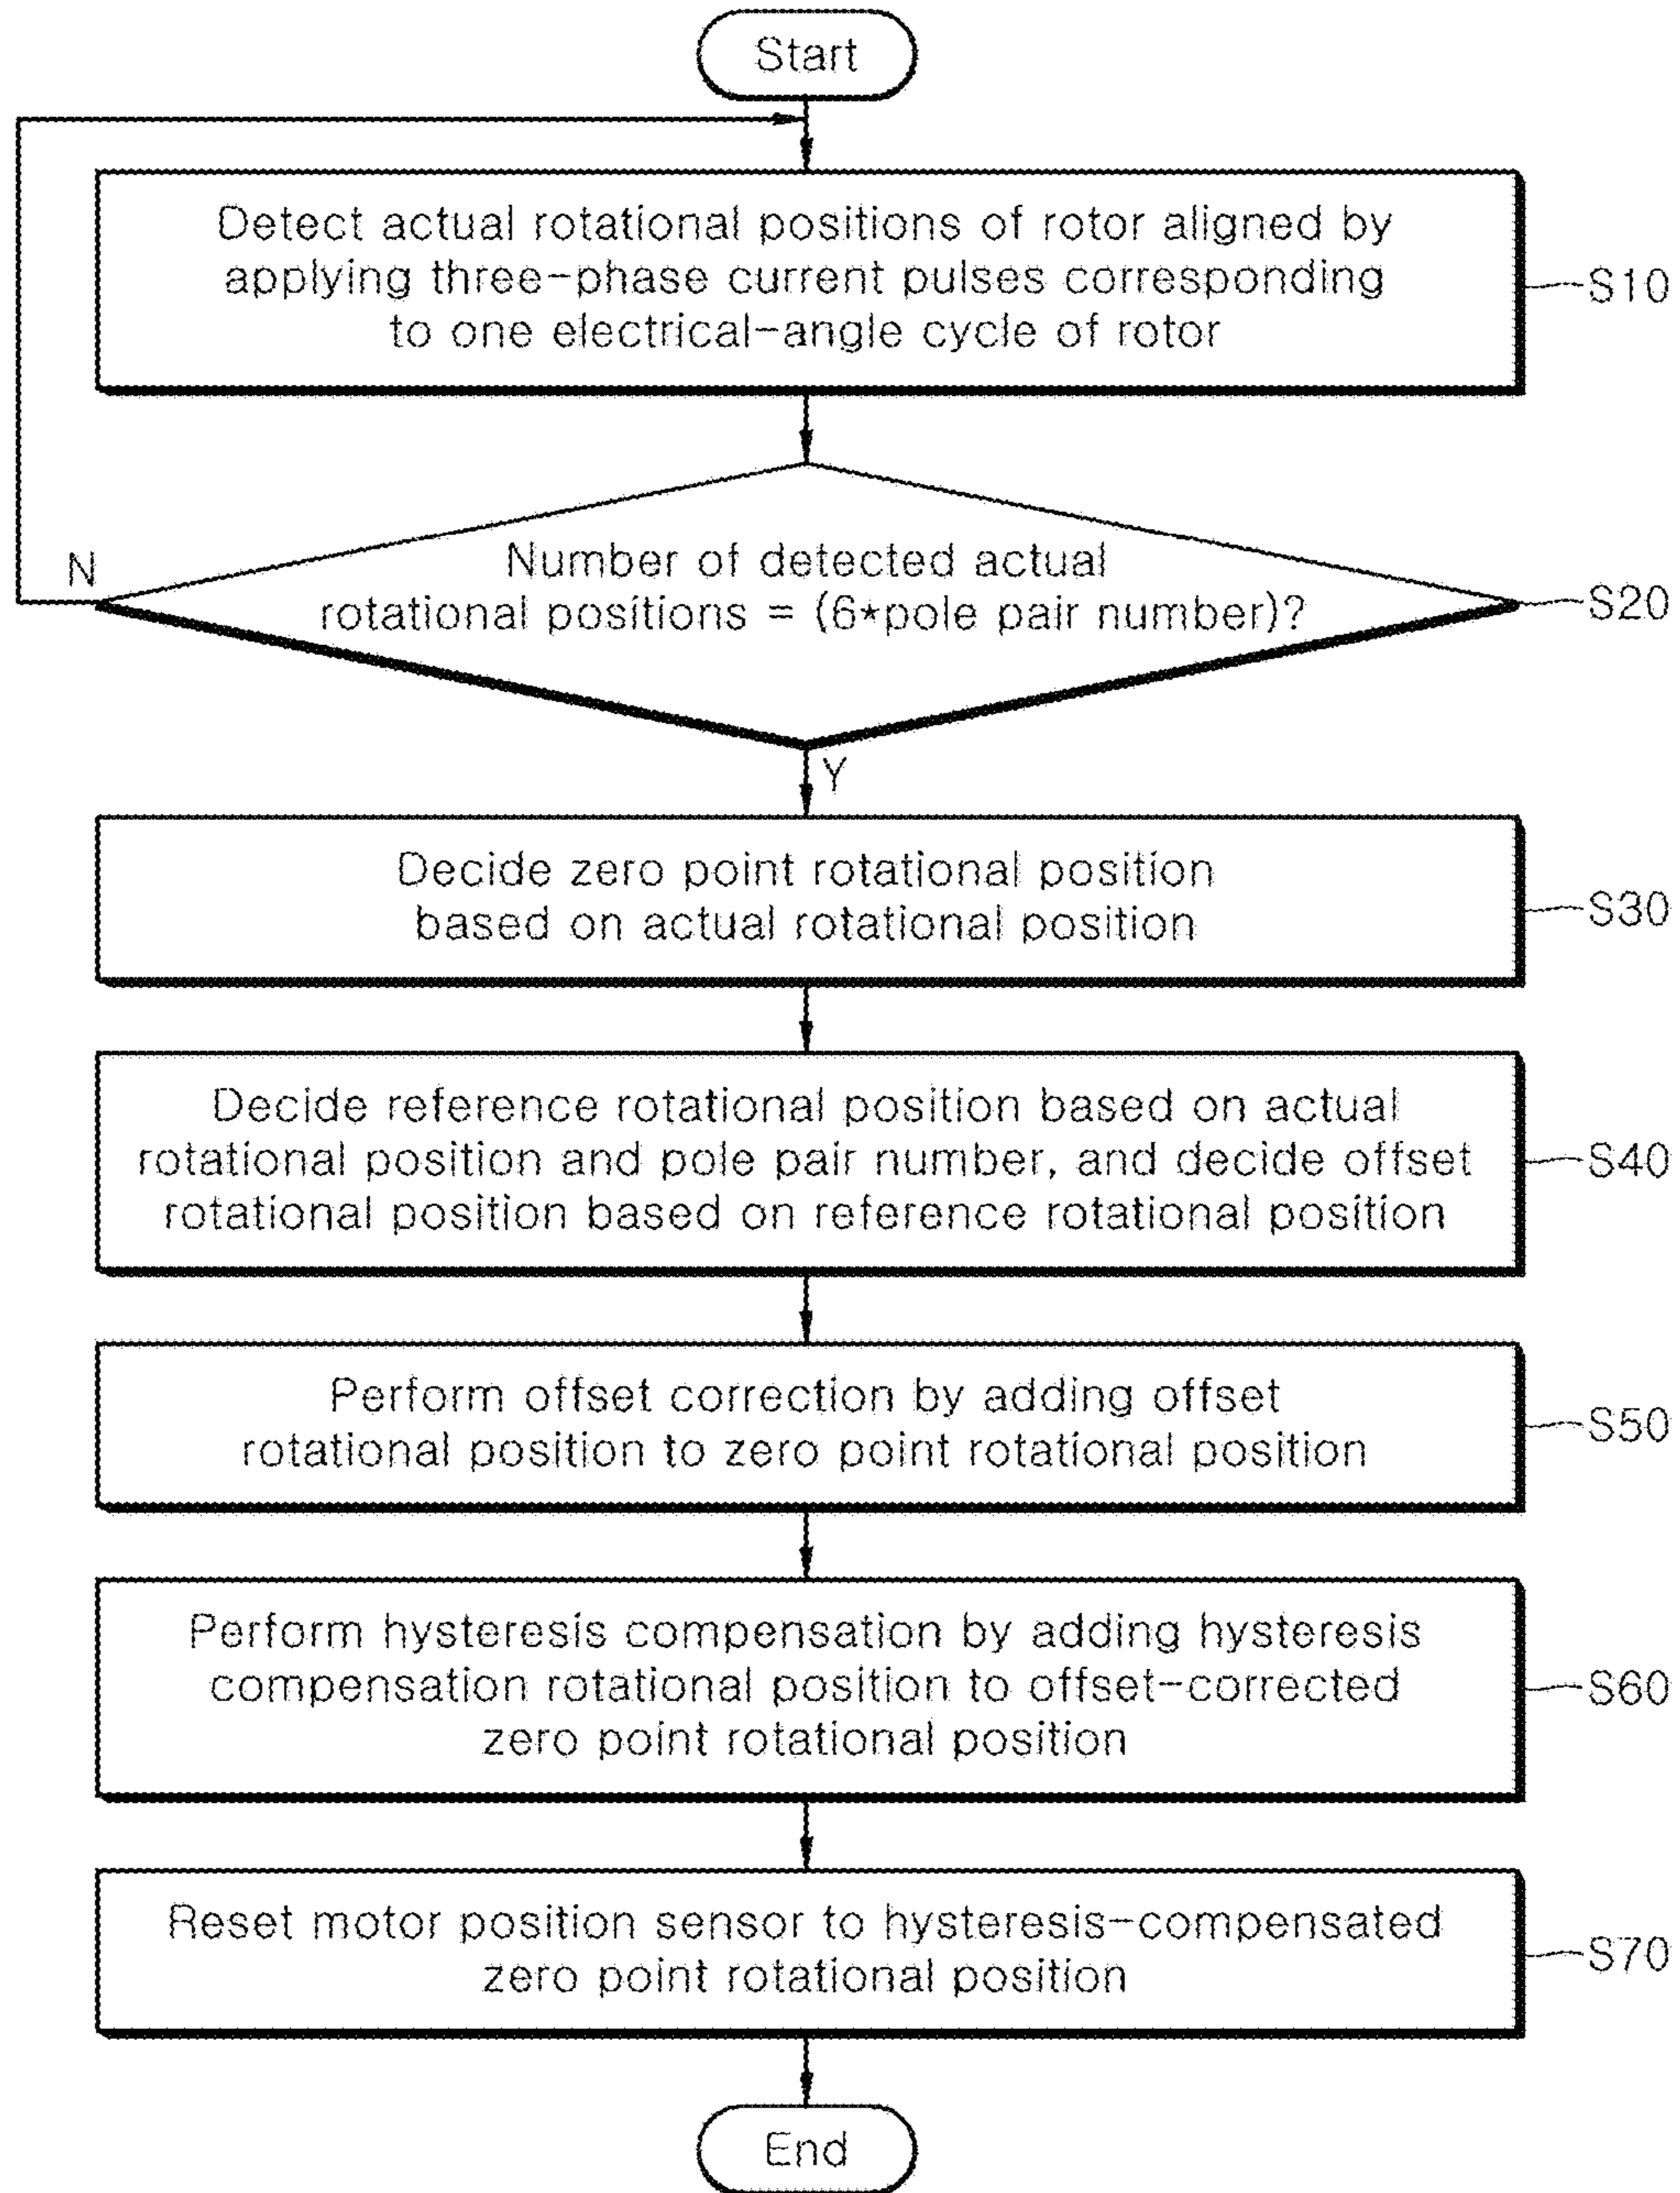 Start
Detect actual rotational positions of rotor aligned by
applying three-phase current pulses corresponding
to one electrical-angle cycle of rotor
S10
Number of detected actual
rotational positions = (6*pole pair number)?
N
S20
Y
Decide zero point rotational position
based on actual rotational position
S30
Decide reference rotational position based on actual
rotational position and pole pair number, and decide offset
rotational position based on reference rotational position
S40
Perform offset correction by adding offset
rotational position to zero point rotational position
S50
Perform hysteresis compensation by adding hysteresis
compensation rotational position to offset-corrected
zero point rotational position
S60
Reset motor position sensor to hysteresis-compensated
zero point rotational position
S70
End